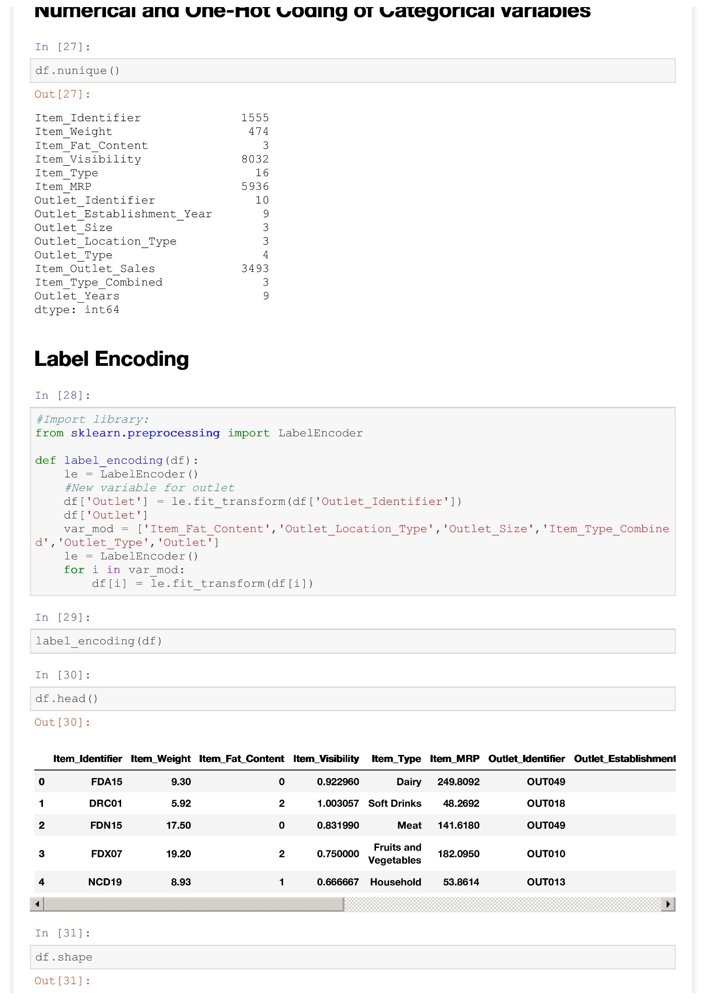 Numerical and One-Hot Coding of Categorical variables
In [27]:
df.nunique()
Out[27]:
Item_Identifier 1555
Item_Weight 474
Item_Fat_Content 3
Item_Visibility 8032
Item_Type 16
Item_MRP 5936
Outlet_Identifier 10
Outlet_Establishment_Year 9
Outlet_Size 3
Outlet_Location_Type 3
Outlet_Type 4
Item_Outlet_Sales 3493
Item_Type_Combined 3
Outlet_Years 9
dtype: int64
Label Encoding
In [28]:
#Import library:
from sklearn.preprocessing import LabelEncoder
def label_encoding(df):
    le = LabelEncoder()
    #New variable for outlet
    df['Outlet'] = le.fit_transform(df['Outlet_Identifier'])
    df['Outlet']
    var_mod = ['Item_Fat_Content','Outlet_Location_Type','Outlet_Size','Item_Type_Combine
d','Outlet_Type','Outlet']
    le = LabelEncoder()
    for i in var_mod:
        df[i] = le.fit_transform(df[i])
In [29]:
label_encoding(df)
In [30]:
df.head()
Out[30]:
Item_Identifier Item_Weight Item_Fat_Content Item_Visibility Item_Type Item_MRP Outlet_Identifier Outlet_Establishment
0 FDA15 9.30 0 0.922960 Dairy 249.8092 OUT049
1 DRC01 5.92 2 1.003057 Soft Drinks 48.2692 OUT018
2 FDN15 17.50 0 0.831990 Meat 141.6180 OUT049
3 FDX07 19.20 2 0.750000 Fruits and
Vegetables 182.0950 OUT010
4 NCD19 8.93 1 0.666667 Household 53.8614 OUT013
In [31]:
df.shape
Out[31]: